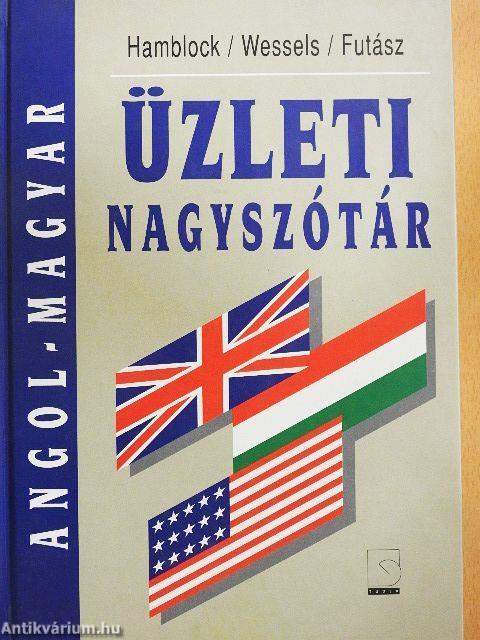 Hamblock / Wessels / Futász
ÜZLETI
NAGYSZÓTÁR
ANGOL-MAGYAR
Antikvárium.hu